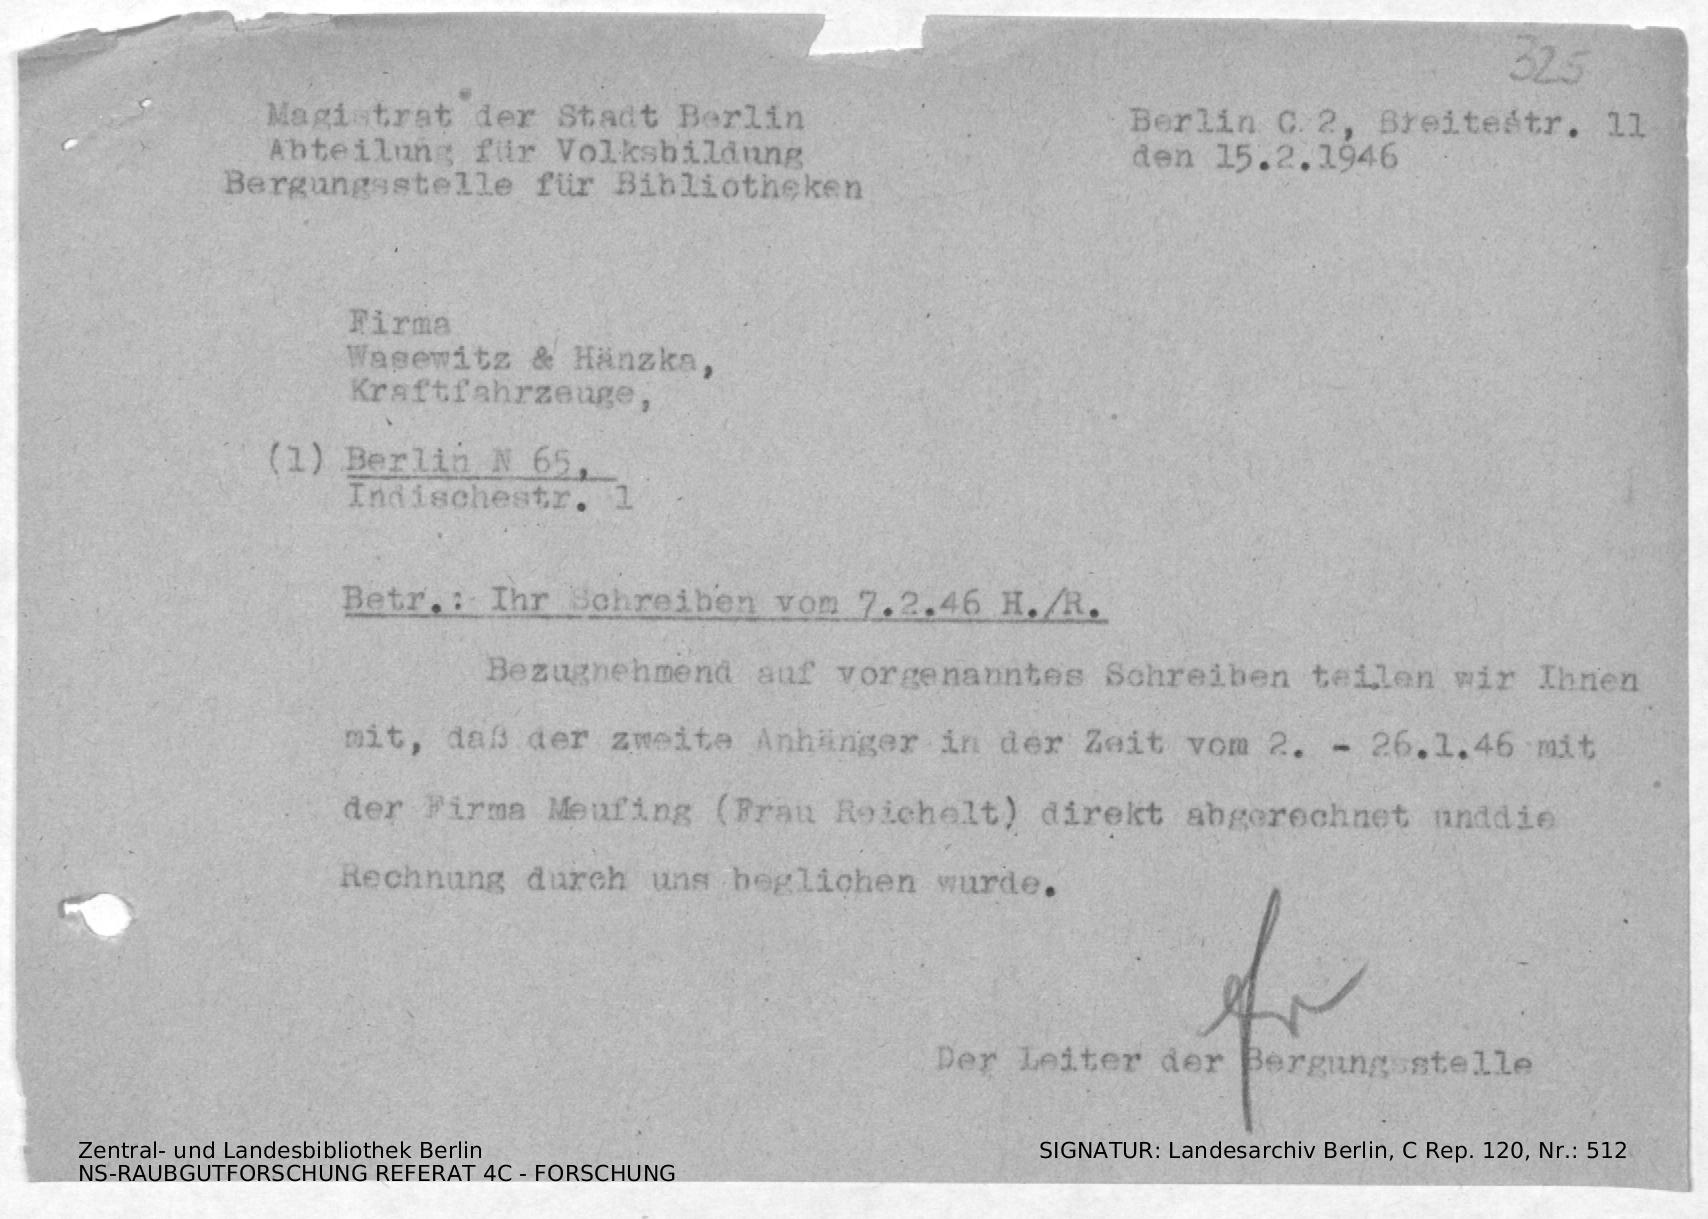 325
Magistrat der Stadt Berlin
Abteilung für Volksbildung
Bergungsstelle für Bibliotheken
Berlin C 2, Breitestr. 11
den 15.2.1946
Firma
Wasewitz & Hänzka,
Kraftfahrzeuge,
(1) Berlin N 65,
Indischestr. 1
Betr.: Ihr Schreiben vom 7.2.46 H./R.
Bezugnehmend auf vorgenanntes Schreiben teilen wir Ihnen
mit, daß der zweite Anhänger in der Zeit vom 2. - 26.1.46 mit
der Firma Meufing (Frau Reichelt) direkt abgerechnet unddie
Rechnung durch uns beglichen wurde.
Der Leiter der Bergungsstelle
Zentral- und Landesbibliothek Berlin
NS-RAUBGUTFORSCHUNG REFERAT 4C - FORSCHUNG
SIGNATUR: Landesarchiv Berlin, C Rep. 120, Nr.: 512